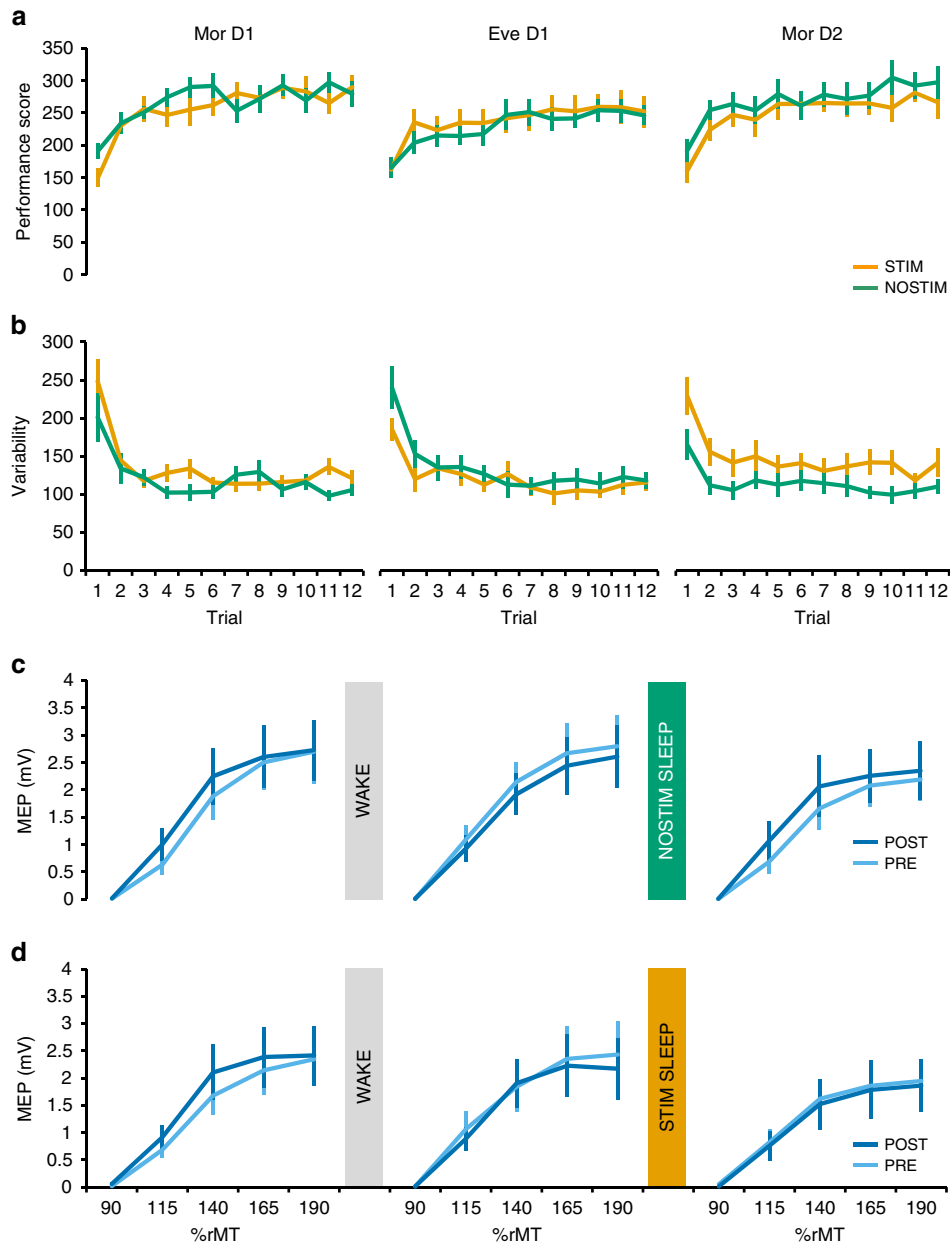 a
Mor D1
Eve D1
Mor D2
Performance score
350
300
250
200
150
100
50
0
STIM
NOSTIM
b
Variability
300
250
200
150
100
50
0
1 2 3 4 5 6 7 8 9 10 11 12
1 2 3 4 5 6 7 8 9 10 11 12
1 2 3 4 5 6 7 8 9 10 11 12
Trial
Trial
Trial
c
MEP (mV)
4
3.5
3
2.5
2
1.5
1
0.5
0
WAKE
NOSTIM SLEEP
POST
PRE
d
MEP (mV)
4
3.5
3
2.5
2
1.5
1
0.5
0
WAKE
STIM SLEEP
POST
PRE
90 115 140 165 190
90 115 140 165 190
90 115 140 165 190
%rMT
%rMT
%rMT